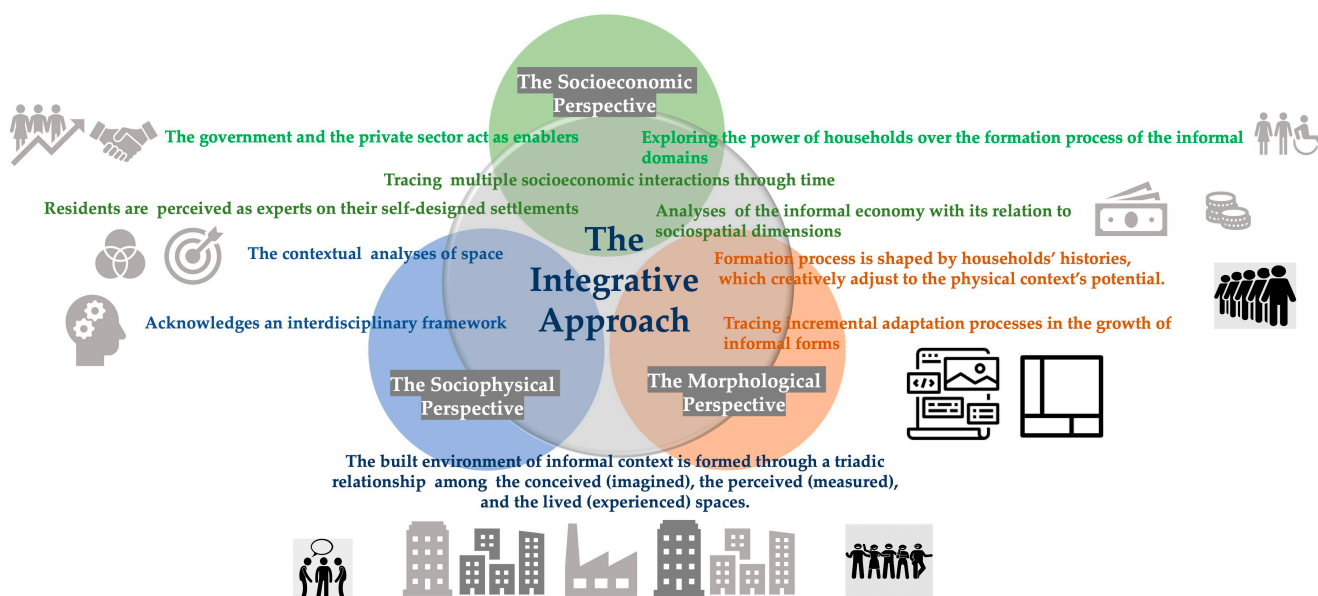 The Socioeconomic
Perspective
The government and the private sector act as enablers
Exploring the power of households over the formation process of the informal
domains
Tracing multiple socioeconomic interactions through time
Residents are perceived as experts on their self-designed settlements
Analyses of the informal economy with its relation to
sociospatial dimensions
The contextual analyses of space
The
Integrative
Approach
Formation process is shaped by households’ histories,
which creatively adjust to the physical context’s potential.
Acknowledges an interdisciplinary framework
Tracing incremental adaptation processes in the growth of
informal forms
The Sociophysical
Perspective
The Morphological
Perspective
The built environment of informal context is formed through a triadic
relationship among the conceived (imagined), the perceived (measured),
and the lived (experienced) spaces.